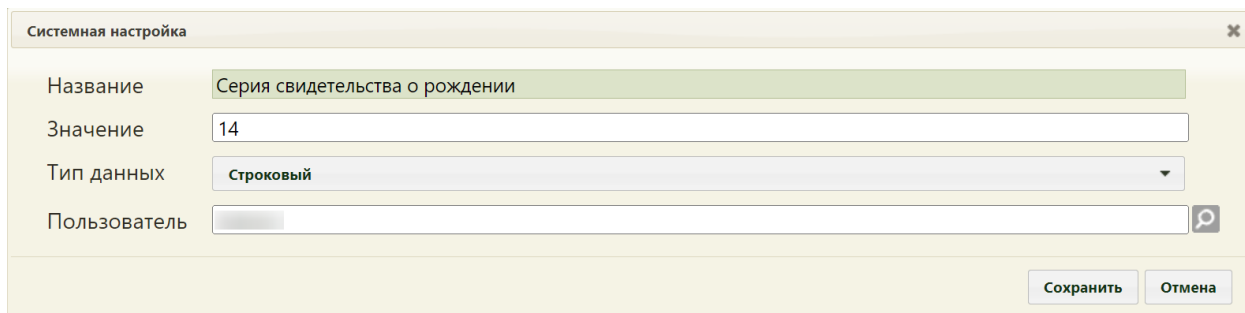 Системная настройка
Название Серия свидетельства о рождении
Значение 14
Тип данных Строковый
Пользователь
Сохранить Отмена